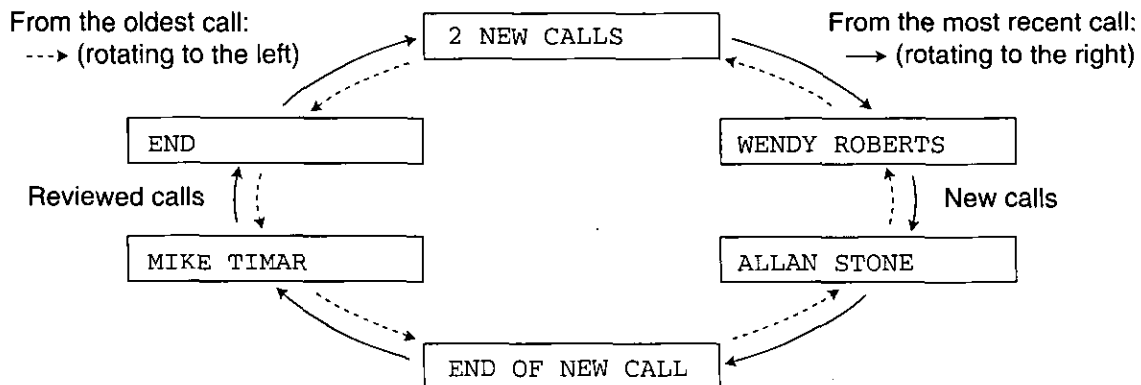 From the oldest call:
----▸ (rotating to the left)
2 NEW CALLS
From the most recent call:
⟶ (rotating to the right)
END
WENDY ROBERTS
Reviewed calls
New calls
MIKE TIMAR
ALLAN STONE
END OF NEW CALL